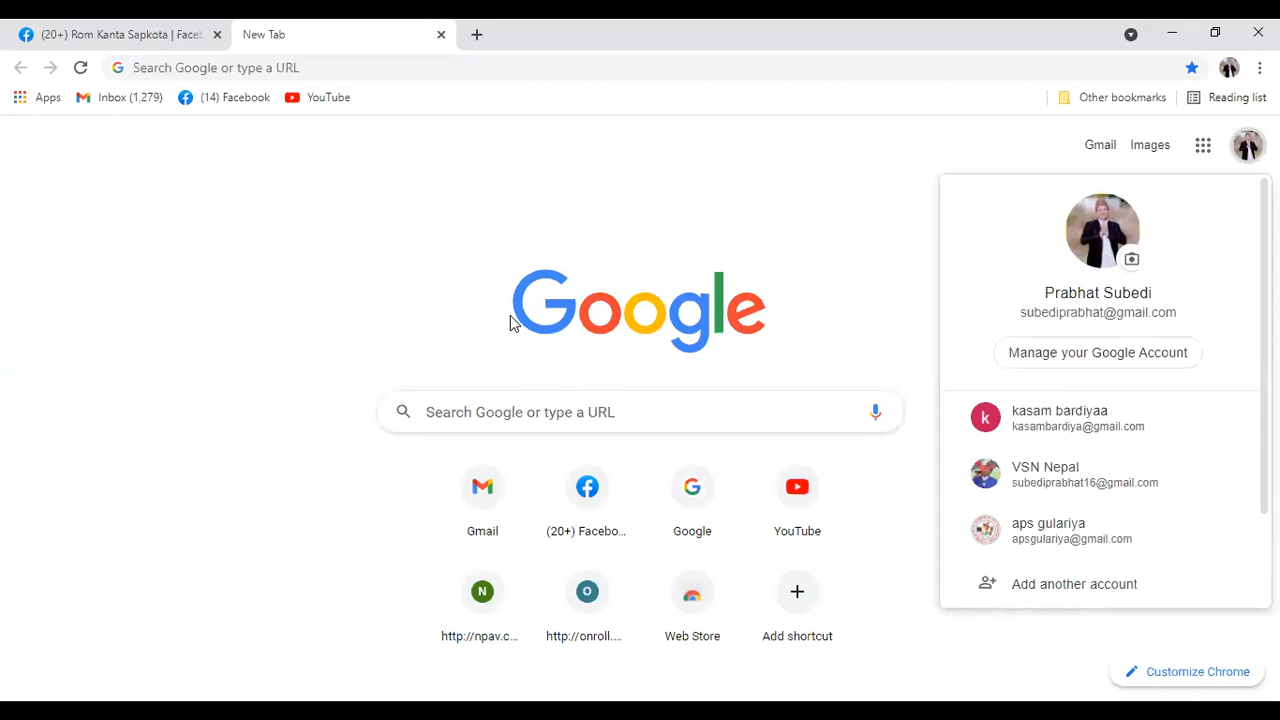 (20+) Rom Kanta Sapkota | Faceb
New Tab
Search Google or type a URL
Apps
Inbox (1,279)
(14) Facebook
YouTube
Other bookmarks
Reading list
Gmail
Images
Prabhat Subedi
subediprabhat@gmail.com
Manage your Google Account
k
kasam bardiyaa
kasambardiya@gmail.com
VSN Nepal
subediprabhat16@gmail.com
aps gulariya
apsgulariya@gmail.com
Add another account
Google
Search Google or type a URL
Gmail
(20+) Facebo...
Google
YouTube
N
O
http://npav.c...
http://onroll....
Web Store
Add shortcut
Customize Chrome